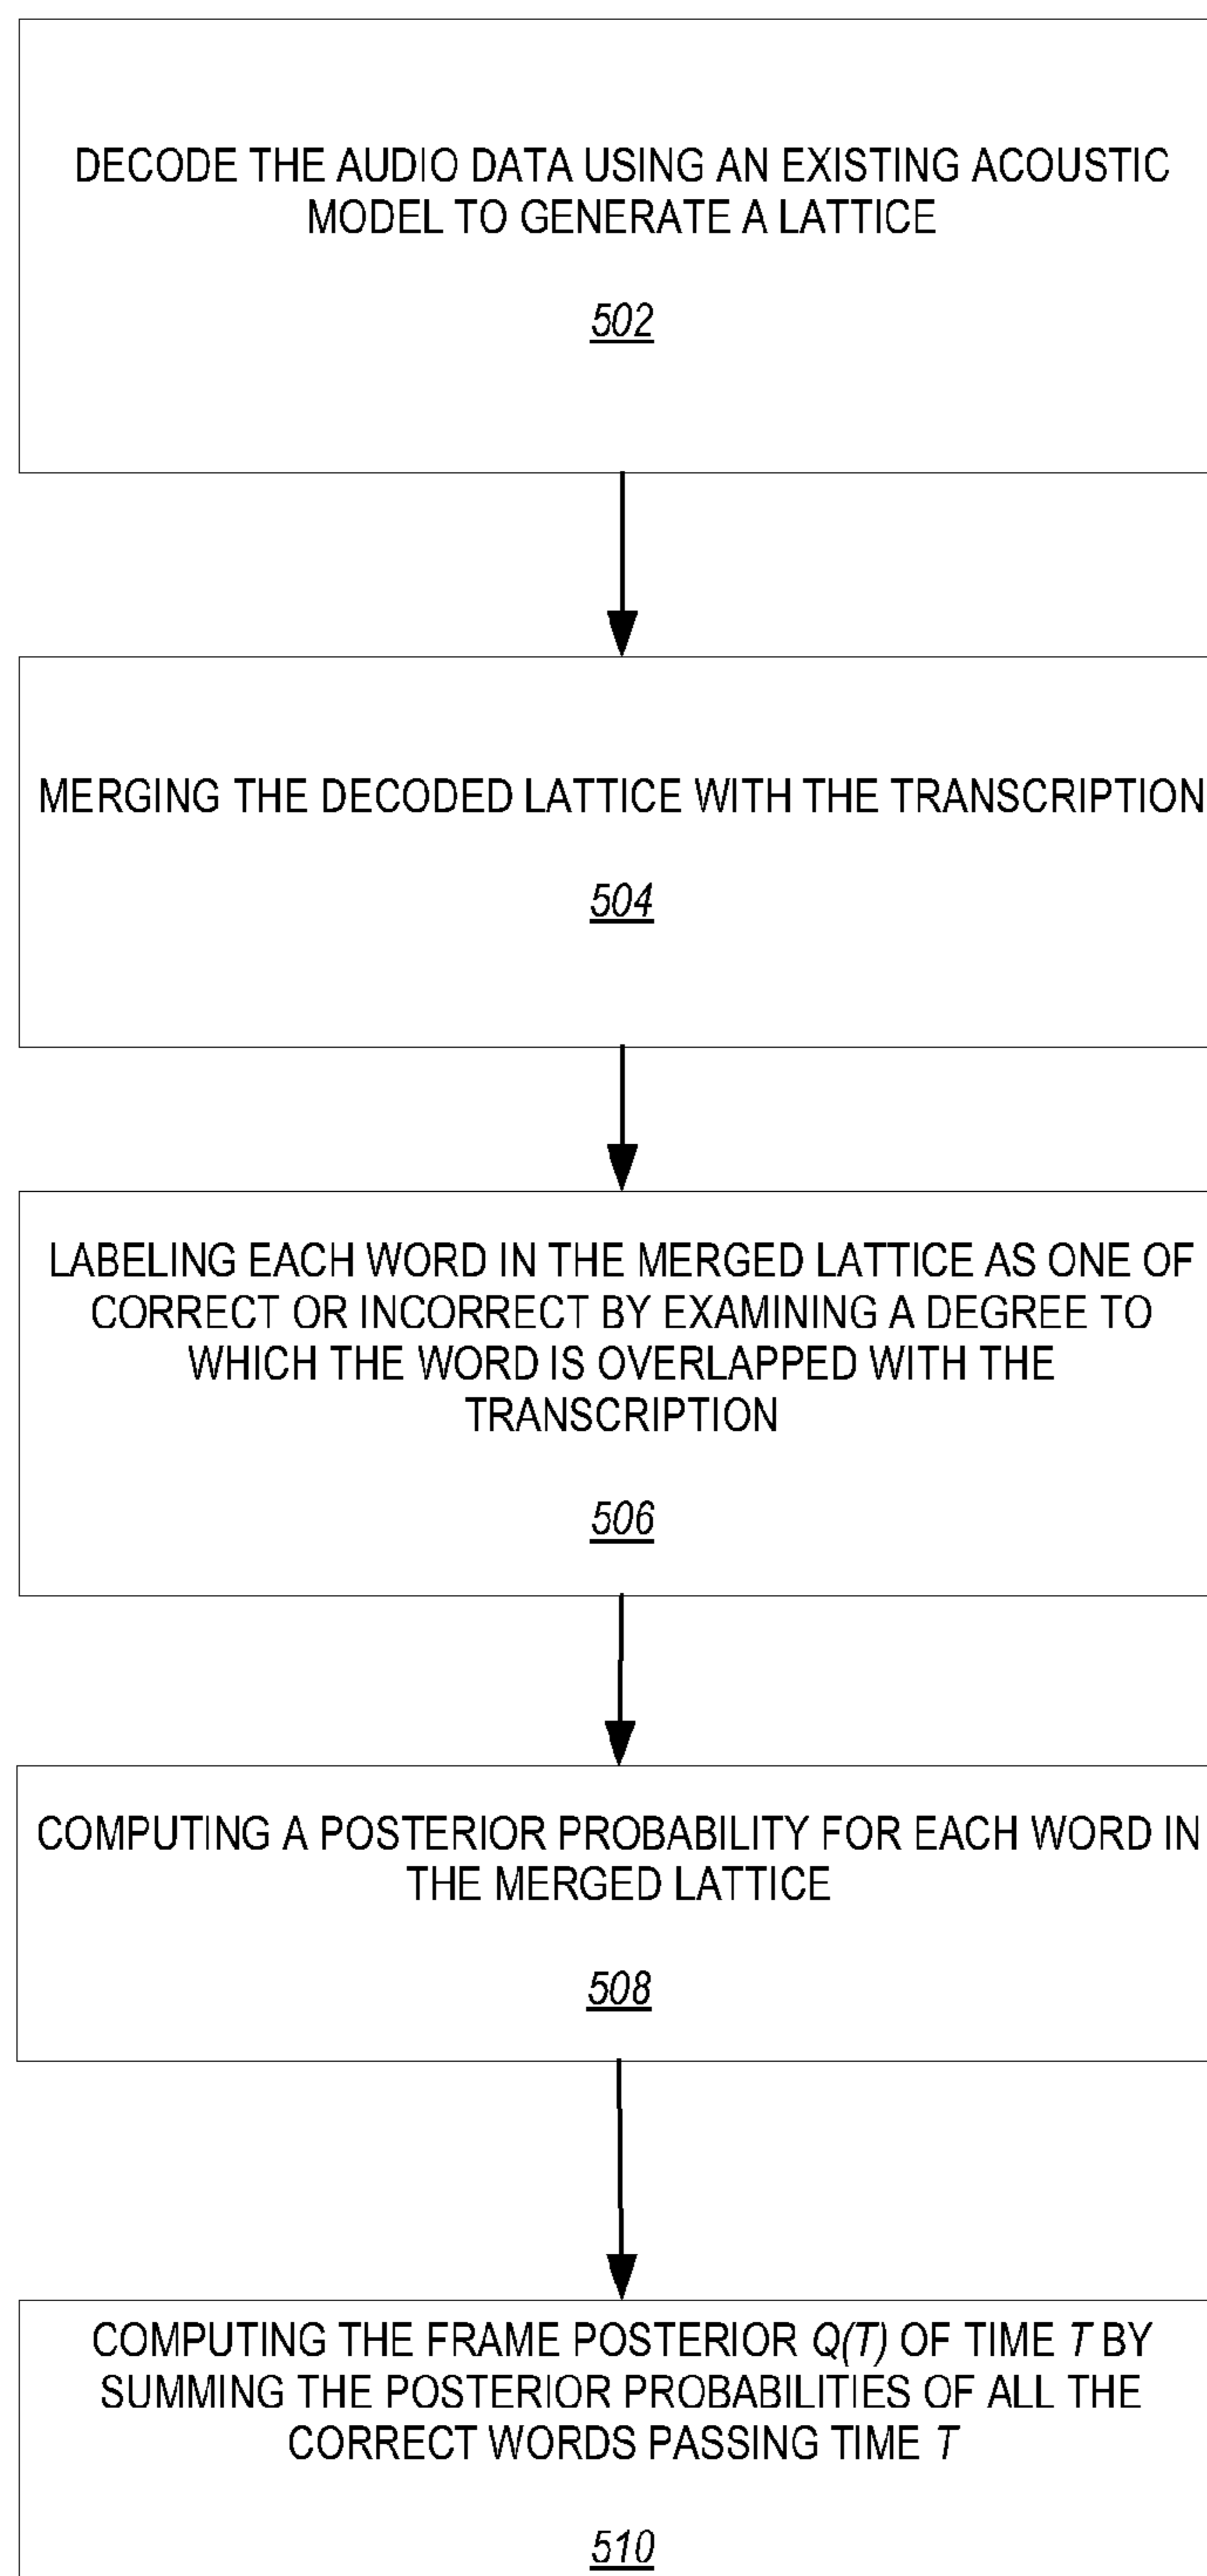 DECODE THE AUDIO DATA USING AN EXISTING ACOUSTIC
MODEL TO GENERATE A LATTICE
502
MERGING THE DECODED LATTICE WITH THE TRANSCRIPTION
504
LABELING EACH WORD IN THE MERGED LATTICE AS ONE OF
CORRECT OR INCORRECT BY EXAMINING A DEGREE TO
WHICH THE WORD IS OVERLAPPED WITH THE
TRANSCRIPTION
506
COMPUTING A POSTERIOR PROBABILITY FOR EACH WORD IN
THE MERGED LATTICE
508
COMPUTING THE FRAME POSTERIOR Q(T) OF TIME T BY
SUMMING THE POSTERIOR PROBABILITIES OF ALL THE
CORRECT WORDS PASSING TIME T
510